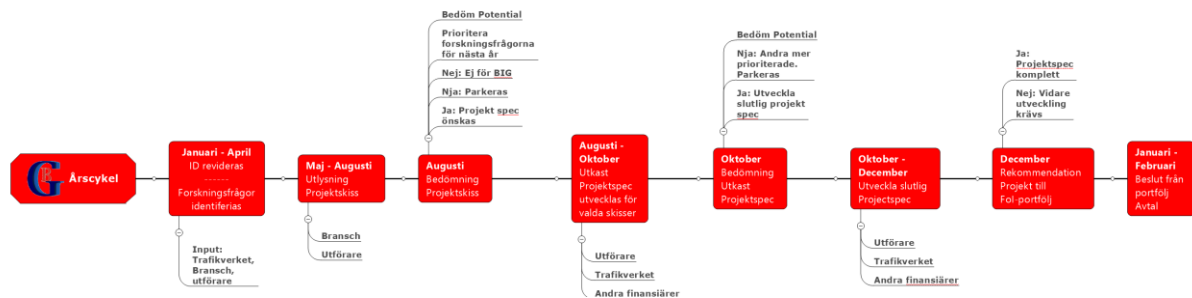 Årscykel
Januari - April
ID revideras
------
Forskningsfrågor
identifierias
Input:
Trafikverket,
Bransch,
utförare
Maj - Augusti
Utlysning
Projektskiss
Bransch
Utförare
Bedöm Potential
Prioritera
forskningsfrågorna
för nästa år
Nej: Ej för BIG
Nja: Parkeras
Ja: Projekt spec
önskas
Augusti
Bedömning
Projektskiss
Augusti -
Oktober
Utkast
Projektspec
utvecklas för
valda skisser
Utförare
Trafikverket
Andra finansiärer
Bedöm Potential
Nja: Andra mer
prioriterade.
Parkeras
Ja: Utveckla
slutlig projekt
spec
Oktober
Bedömning
Utkast
Projektspec
Oktober -
December
Utveckla slutlig
Projectspec
Utförare
Trafikverket
Andra finansiärer
Ja:
Projektspec
komplett
Nej: Vidare
utveckling
krävs
December
Rekommendation
Projekt till
FoI-portfölj
Januari -
Februari
Beslut från
portfölj
Avtal